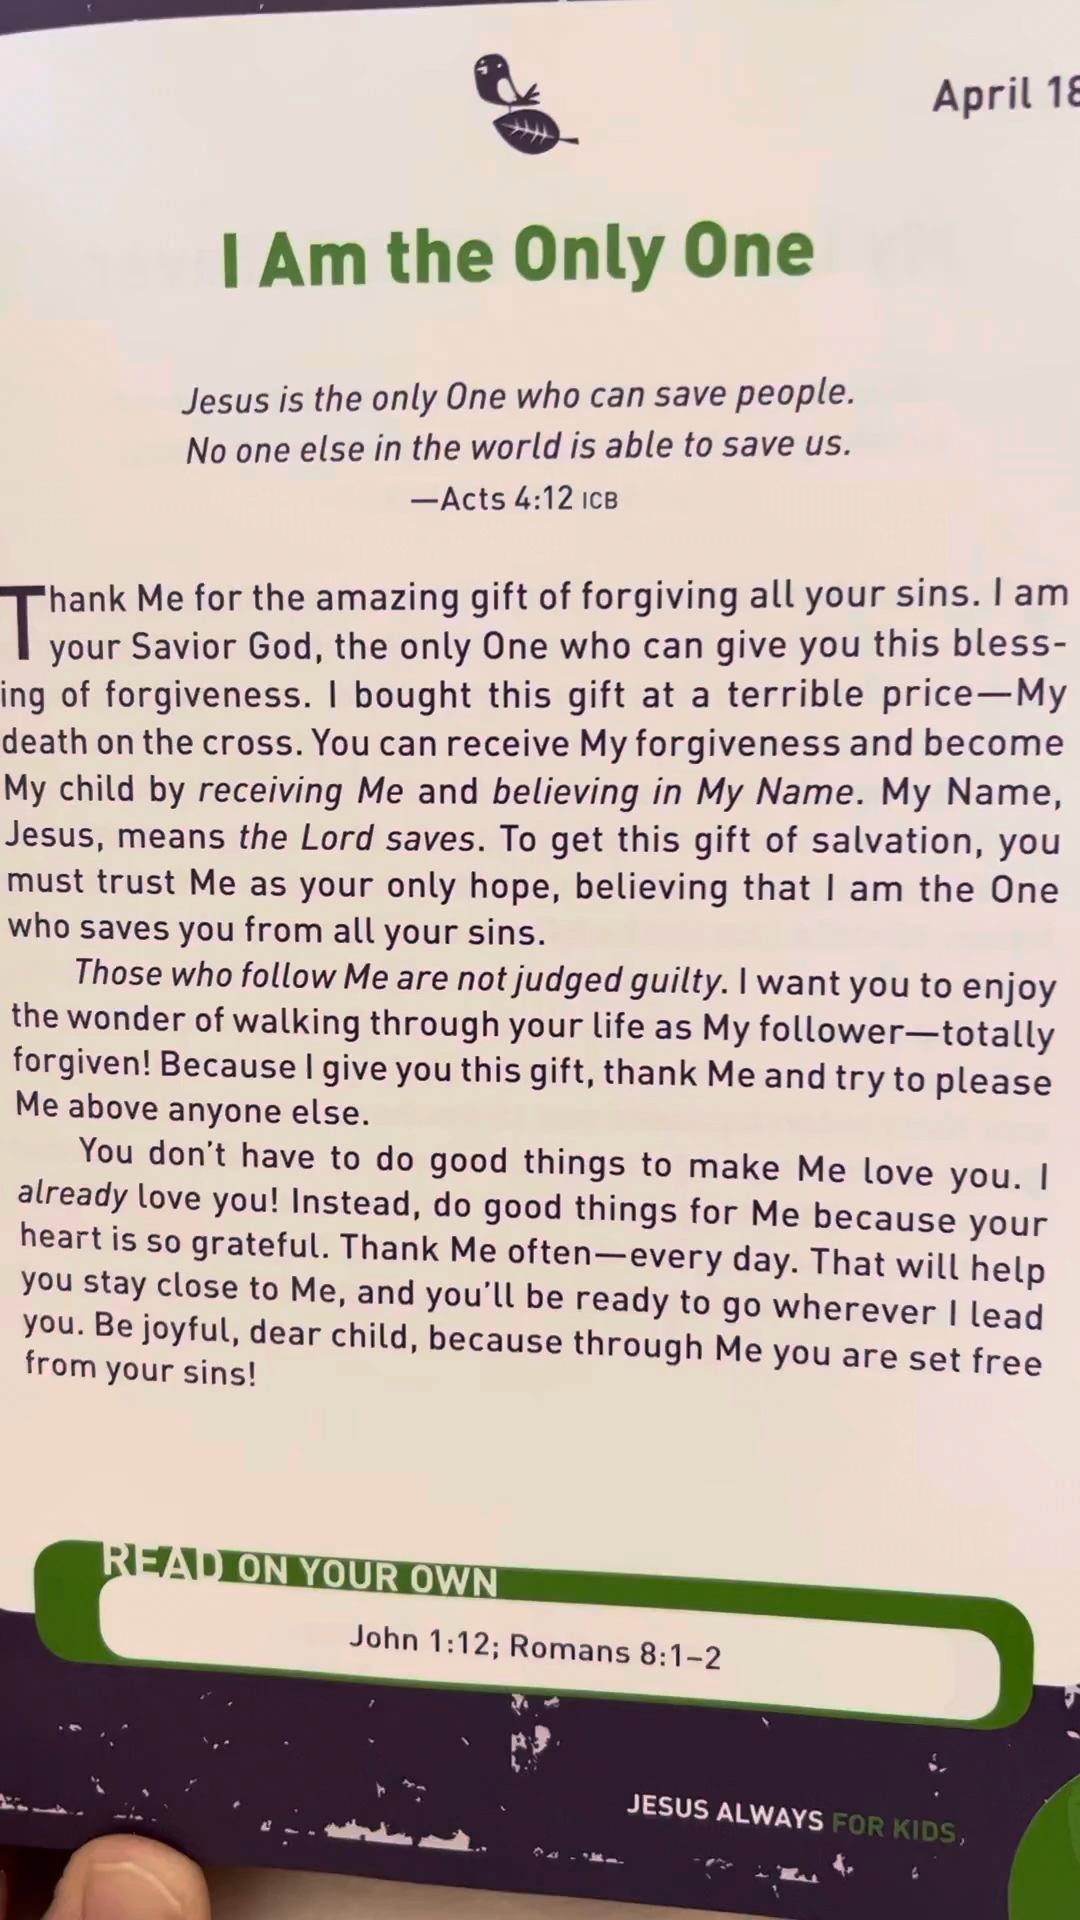 April 18
I Am the Only One
Jesus is the only One who can save people.
No one else in the world is able to save us.
—Acts 4:12 ICB
Thank Me for the amazing gift of forgiving all your sins. I am
your Savior God, the only One who can give you this bless-
ing of forgiveness. I bought this gift at a terrible price—My
death on the cross. You can receive My forgiveness and become
My child by receiving Me and believing in My Name. My Name,
Jesus, means the Lord saves. To get this gift of salvation, you
must trust Me as your only hope, believing that I am the One
who saves you from all your sins.
Those who follow Me are not judged guilty. I want you to enjoy
the wonder of walking through your life as My follower—totally
forgiven! Because I give you this gift, thank Me and try to please
Me above anyone else.
You don't have to do good things to make Me love you. I
already love you! Instead, do good things for Me because your
heart is so grateful. Thank Me often—every day. That will help
you stay close to Me, and you'll be ready to go wherever I lead
you. Be joyful, dear child, because through Me you are set free
from your sins!
READ ON YOUR OWN
John 1:12; Romans 8:1–2
JESUS ALWAYS FOR KIDS